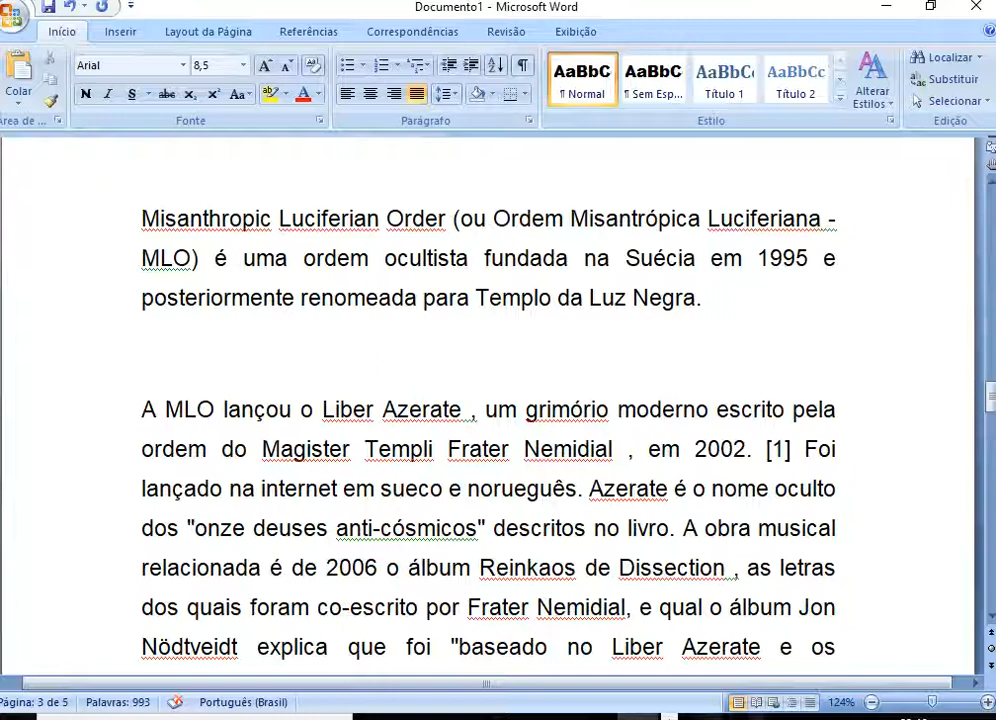 Documento1 - Microsoft Word
Início Inserir Layout da Página Referências Correspondências Revisão Exibição
Arial 8,5 AaBbC AaBbC AaBbC AaBbCc Localizar
Colar N I S abc x₂ x² Aa ab A ¶ Normal ¶ Sem Esp... Título 1 Título 2 Alterar Estilos Substituir
Selecionar
Área de ... Fonte Parágrafo Estilo Edição
Misanthropic Luciferian Order (ou Ordem Misantrópica Luciferiana -
MLO) é uma ordem ocultista fundada na Suécia em 1995 e
posteriormente renomeada para Templo da Luz Negra.
A MLO lançou o Liber Azerate , um grimório moderno escrito pela
ordem do Magister Templi Frater Nemidial , em 2002. [1] Foi
lançado na internet em sueco e norueguês. Azerate é o nome oculto
dos "onze deuses anti-cósmicos" descritos no livro. A obra musical
relacionada é de 2006 o álbum Reinkaos de Dissection , as letras
dos quais foram co-escrito por Frater Nemidial, e qual o álbum Jon
Nödtveidt explica que foi "baseado no Liber Azerate e os
Página: 3 de 5 Palavras: 993 Português (Brasil) 124%